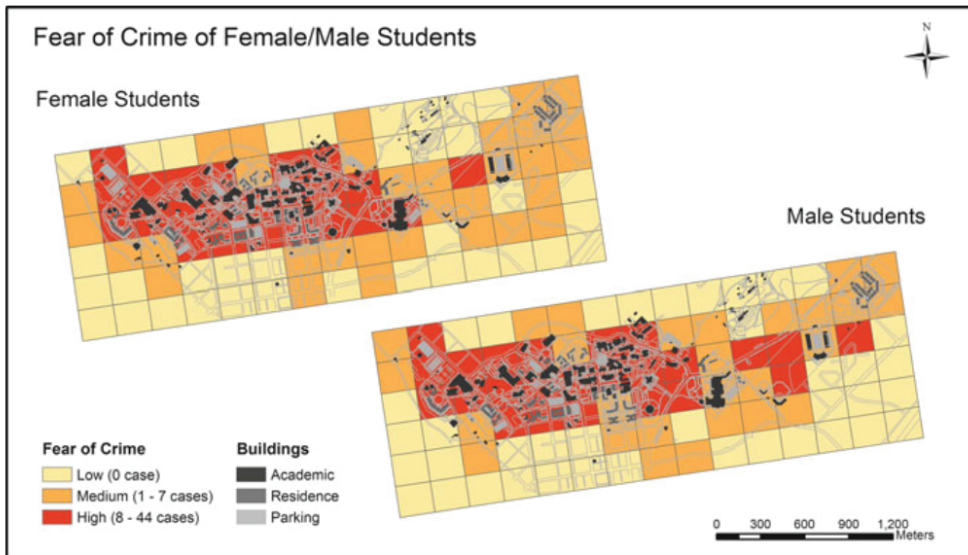 Fear of Crime of Female/Male Students
N
Female Students
Male Students
Fear of Crime
Low (0 case)
Medium (1 - 7 cases)
High (8 - 44 cases)
Buildings
Academic
Residence
Parking
0 300 600 900 1,200
Meters